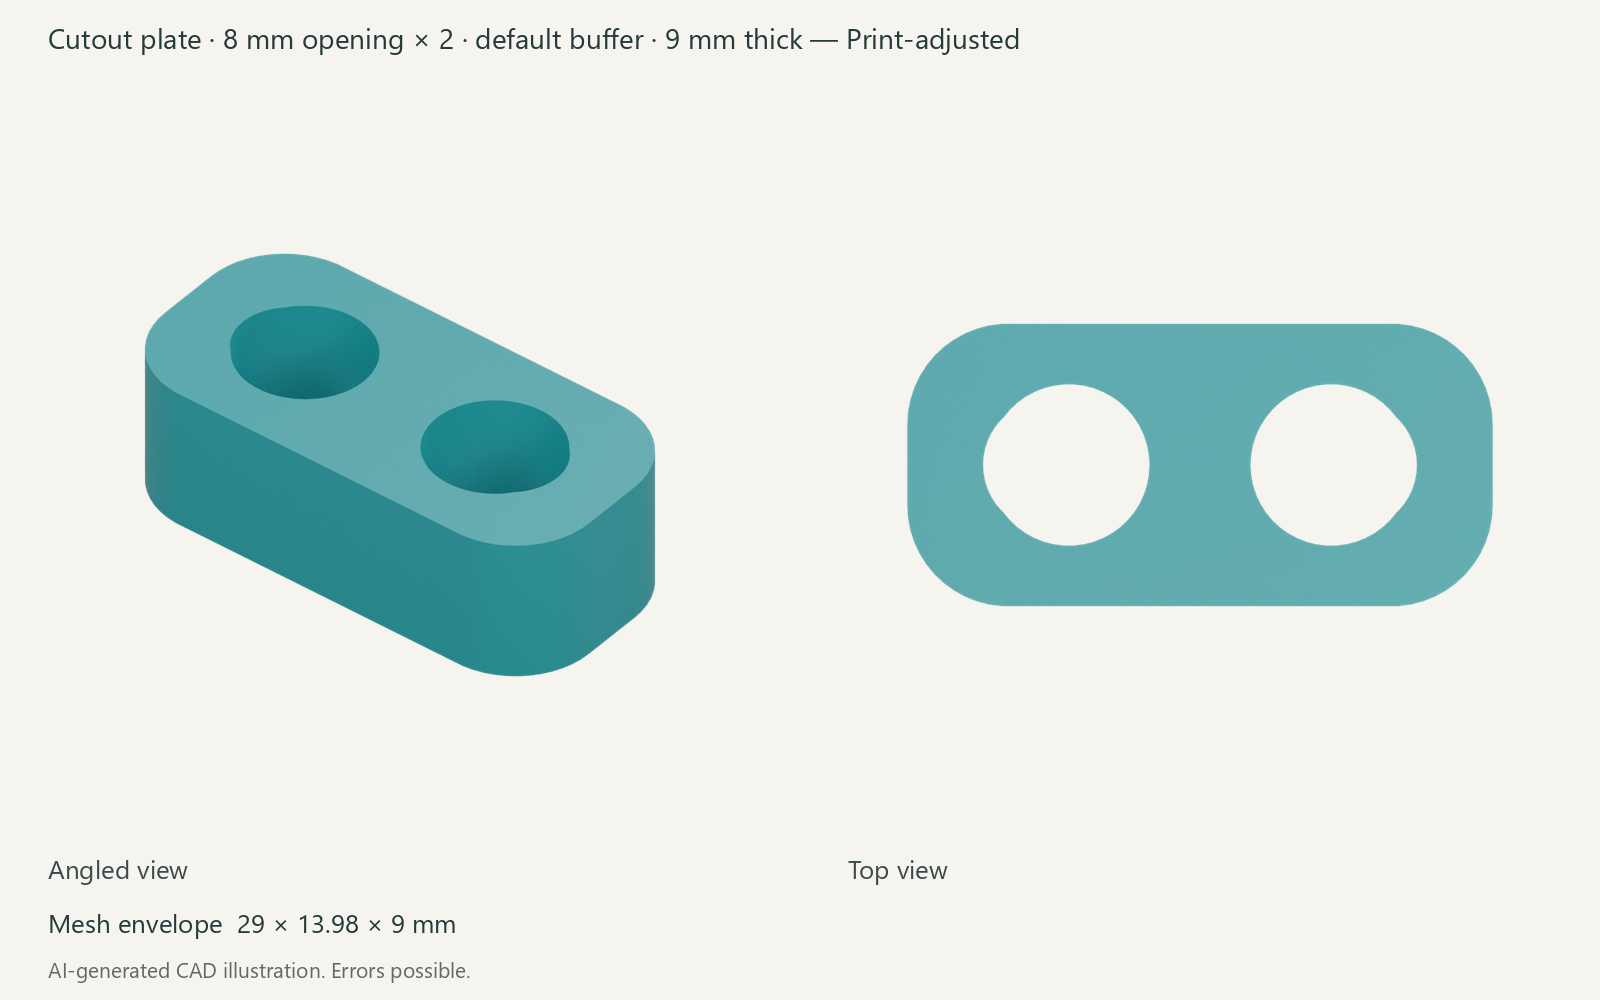 Cutout plate · 8 mm opening × 2 · default buffer · 9 mm thick — Print-adjusted
Angled view
Top view
Mesh envelope 29 × 13.98 × 9 mm
AI-generated CAD illustration. Errors possible.